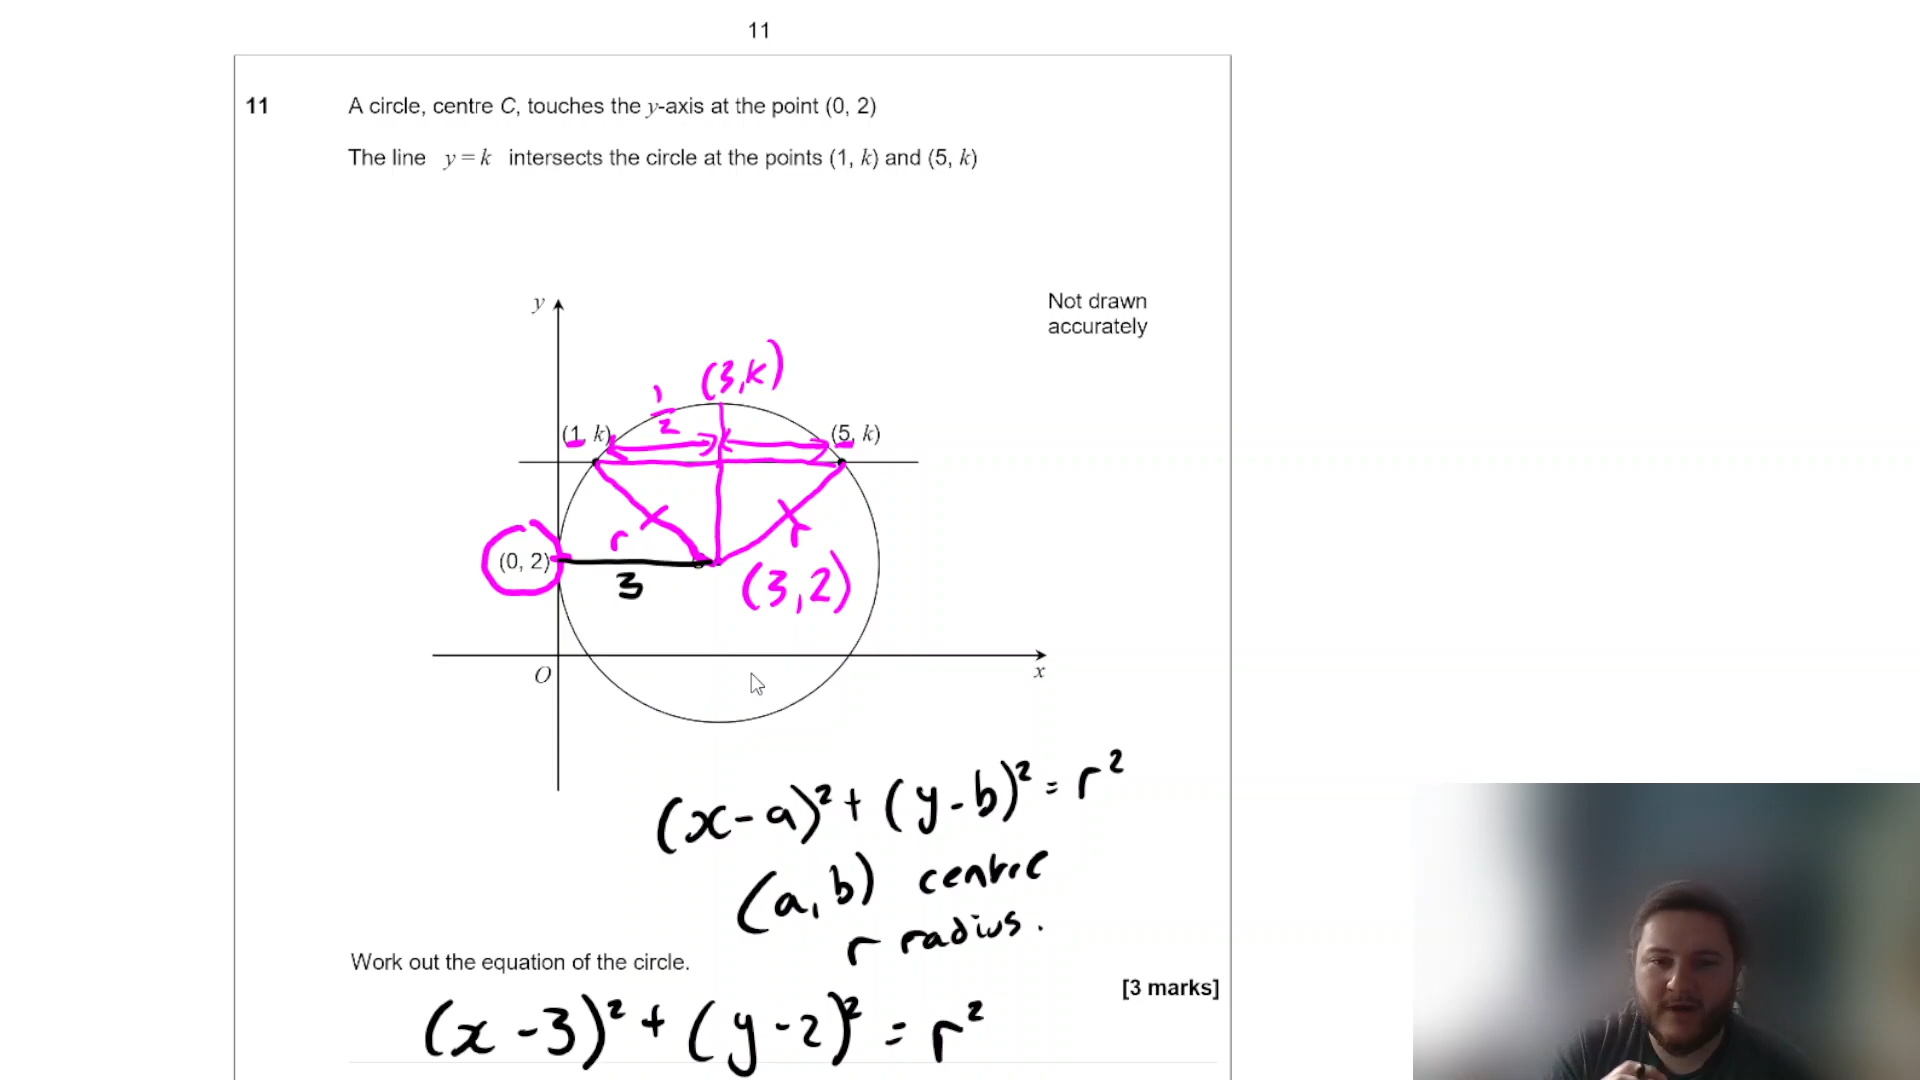 11
11 A circle, centre C, touches the y-axis at the point (0, 2)
The line y = k intersects the circle at the points (1, k) and (5, k)
y
Not drawn
accurately
(3,k)
1/2
(1, k)
(5, k)
(0, 2)
r
r
3
(3,2)
O
x
(x-a)²+(y-b)²=r²
(a,b) centre
r radius.
Work out the equation of the circle.
[3 marks]
(x-3)²+(y-2)²=r²